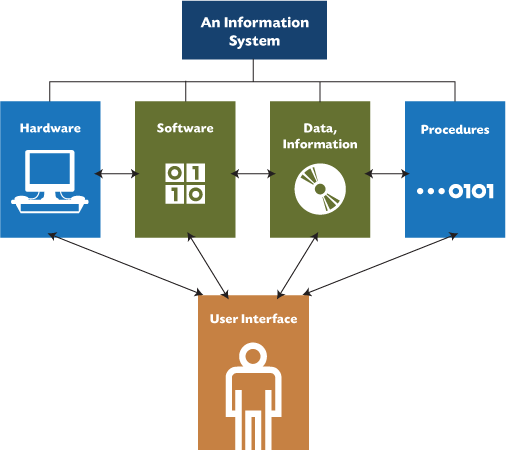 An Information
System
Hardware
Software
Data,
Information
Procedures
01
10
•••0101
User Interface